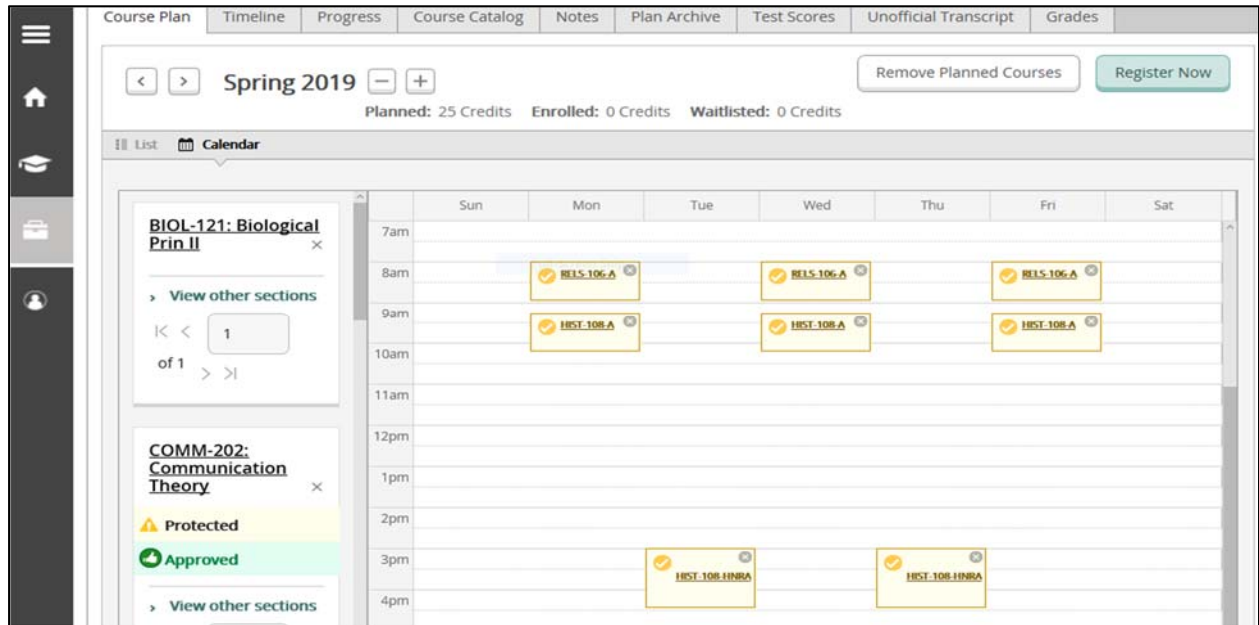 Course Plan Timeline Progress Course Catalog Notes Plan Archive Test Scores Unofficial Transcript Grades
Spring 2019
Remove Planned Courses Register Now
Planned: 25 Credits Enrolled: 0 Credits Waitlisted: 0 Credits
List Calendar
Sun Mon Tue Wed Thu Fri Sat
BIOL-121: Biological
Prin II
View other sections
1
of 1
COMM-202:
Communication
Theory
Protected
Approved
View other sections
7am
8am
RELS-106-A RELS-106-A RELS-106-A
9am
HIST-108-A HIST-108-A HIST-108-A
10am
11am
12pm
1pm
2pm
3pm
HIST-108-HNRA HIST-108-HNRA
4pm